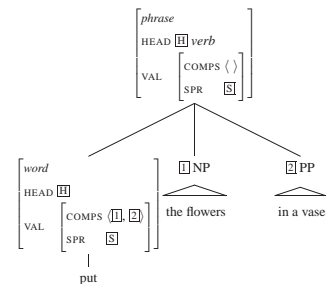 phrase
HEAD H verb
VAL COMPS ⟨ ⟩
SPR S
word
HEAD H
VAL COMPS ⟨1, 2⟩
SPR S
1 NP
2 PP
the flowers
in a vase
put